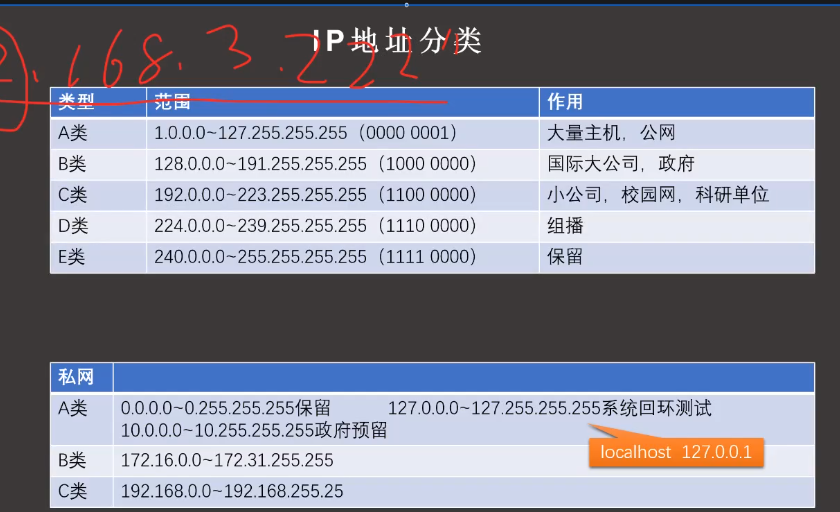 IP地址分类
.168.3.222
类型 范围 作用
A类 1.0.0.0~127.255.255.255（0000 0001） 大量主机，公网
B类 128.0.0.0~191.255.255.255（1000 0000） 国际大公司，政府
C类 192.0.0.0~223.255.255.255（1100 0000） 小公司，校园网，科研单位
D类 224.0.0.0~239.255.255.255（1110 0000） 组播
E类 240.0.0.0~255.255.255.255（1111 0000） 保留
私网
A类 0.0.0.0~0.255.255.255保留 127.0.0.0~127.255.255.255系统回环测试
10.0.0.0~10.255.255.255政府预留
localhost 127.0.0.1
B类 172.16.0.0~172.31.255.255
C类 192.168.0.0~192.168.255.25